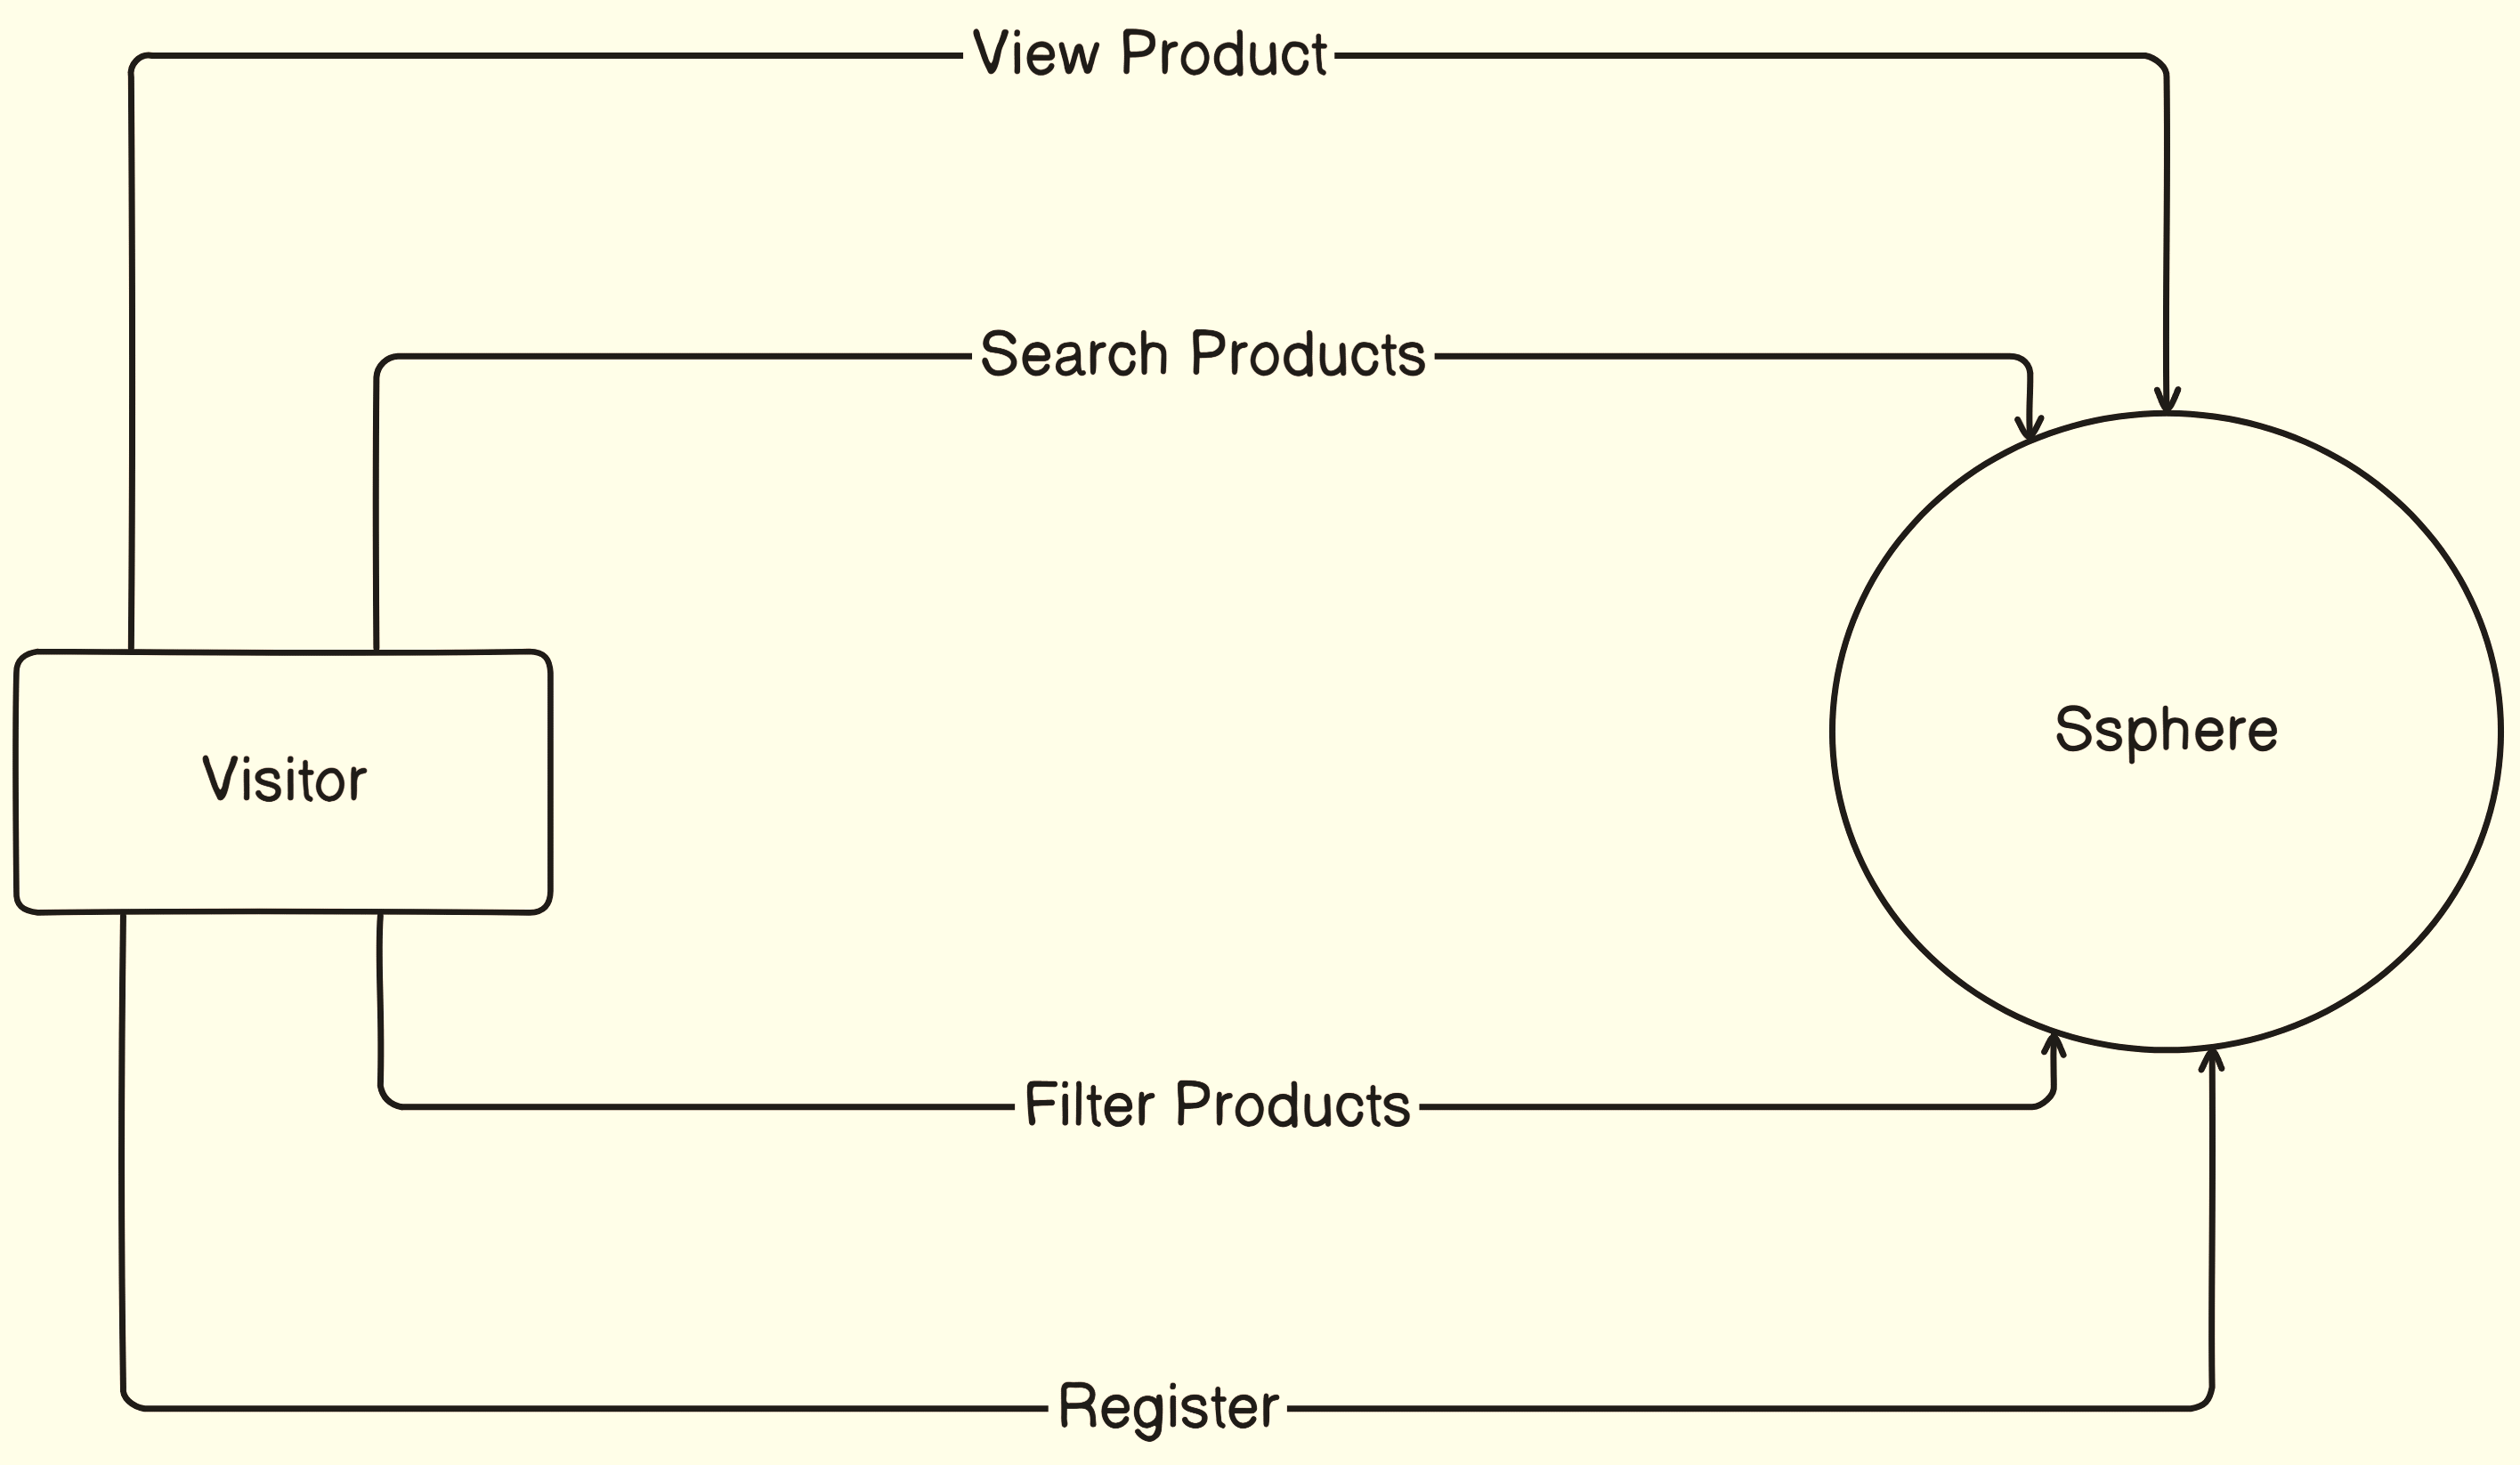 View Product
Search Products
Visitor
Ssphere
Filter Products
Register